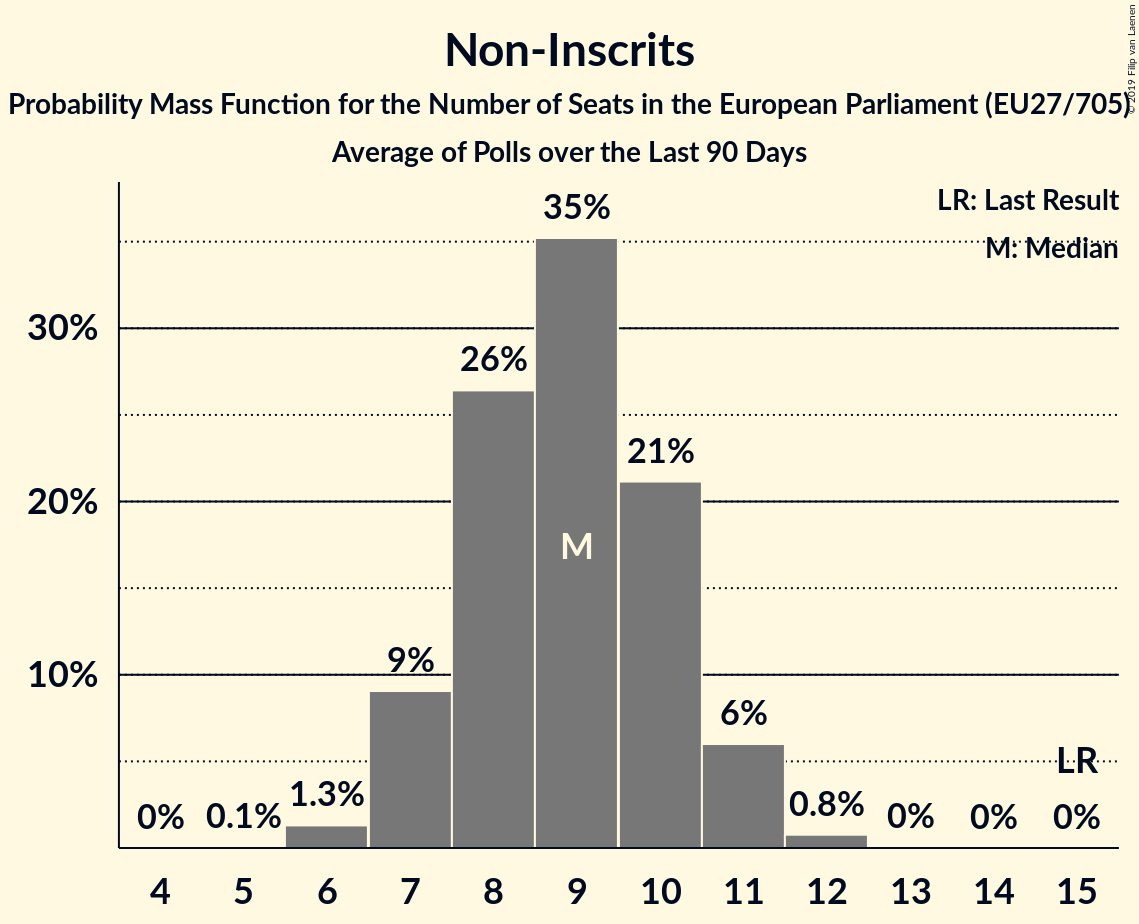 Non-Inscrits
Probability Mass Function for the Number of Seats in the European Parliament (EU27/705)
Average of Polls over the Last 90 Days
© 2019 Filip van Laenen
LR: Last Result
M: Median
35%
30%
26%
21%
20%
M
9%
10%
6%
LR
1.3%
0.8%
0% 0.1% 0% 0% 0%
4 5 6 7 8 9 10 11 12 13 14 15